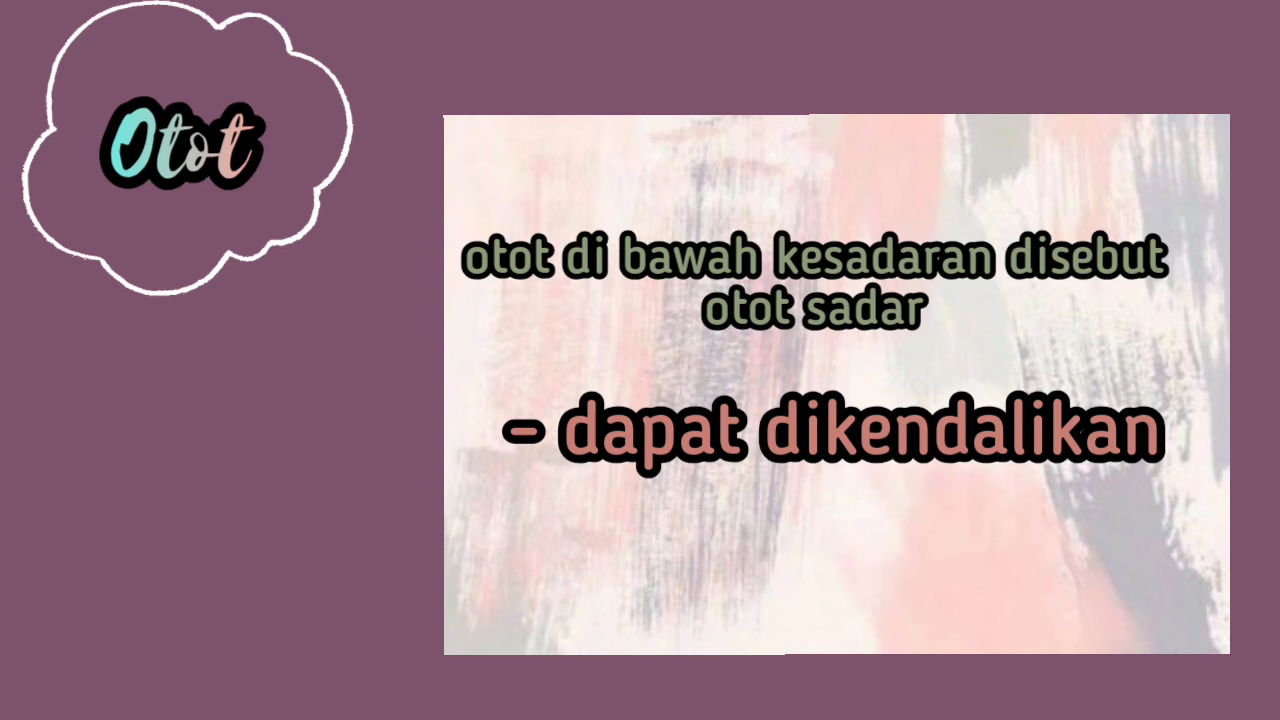 Otot
otot di bawah kesadaran disebut
otot sadar
- dapat dikendalikan